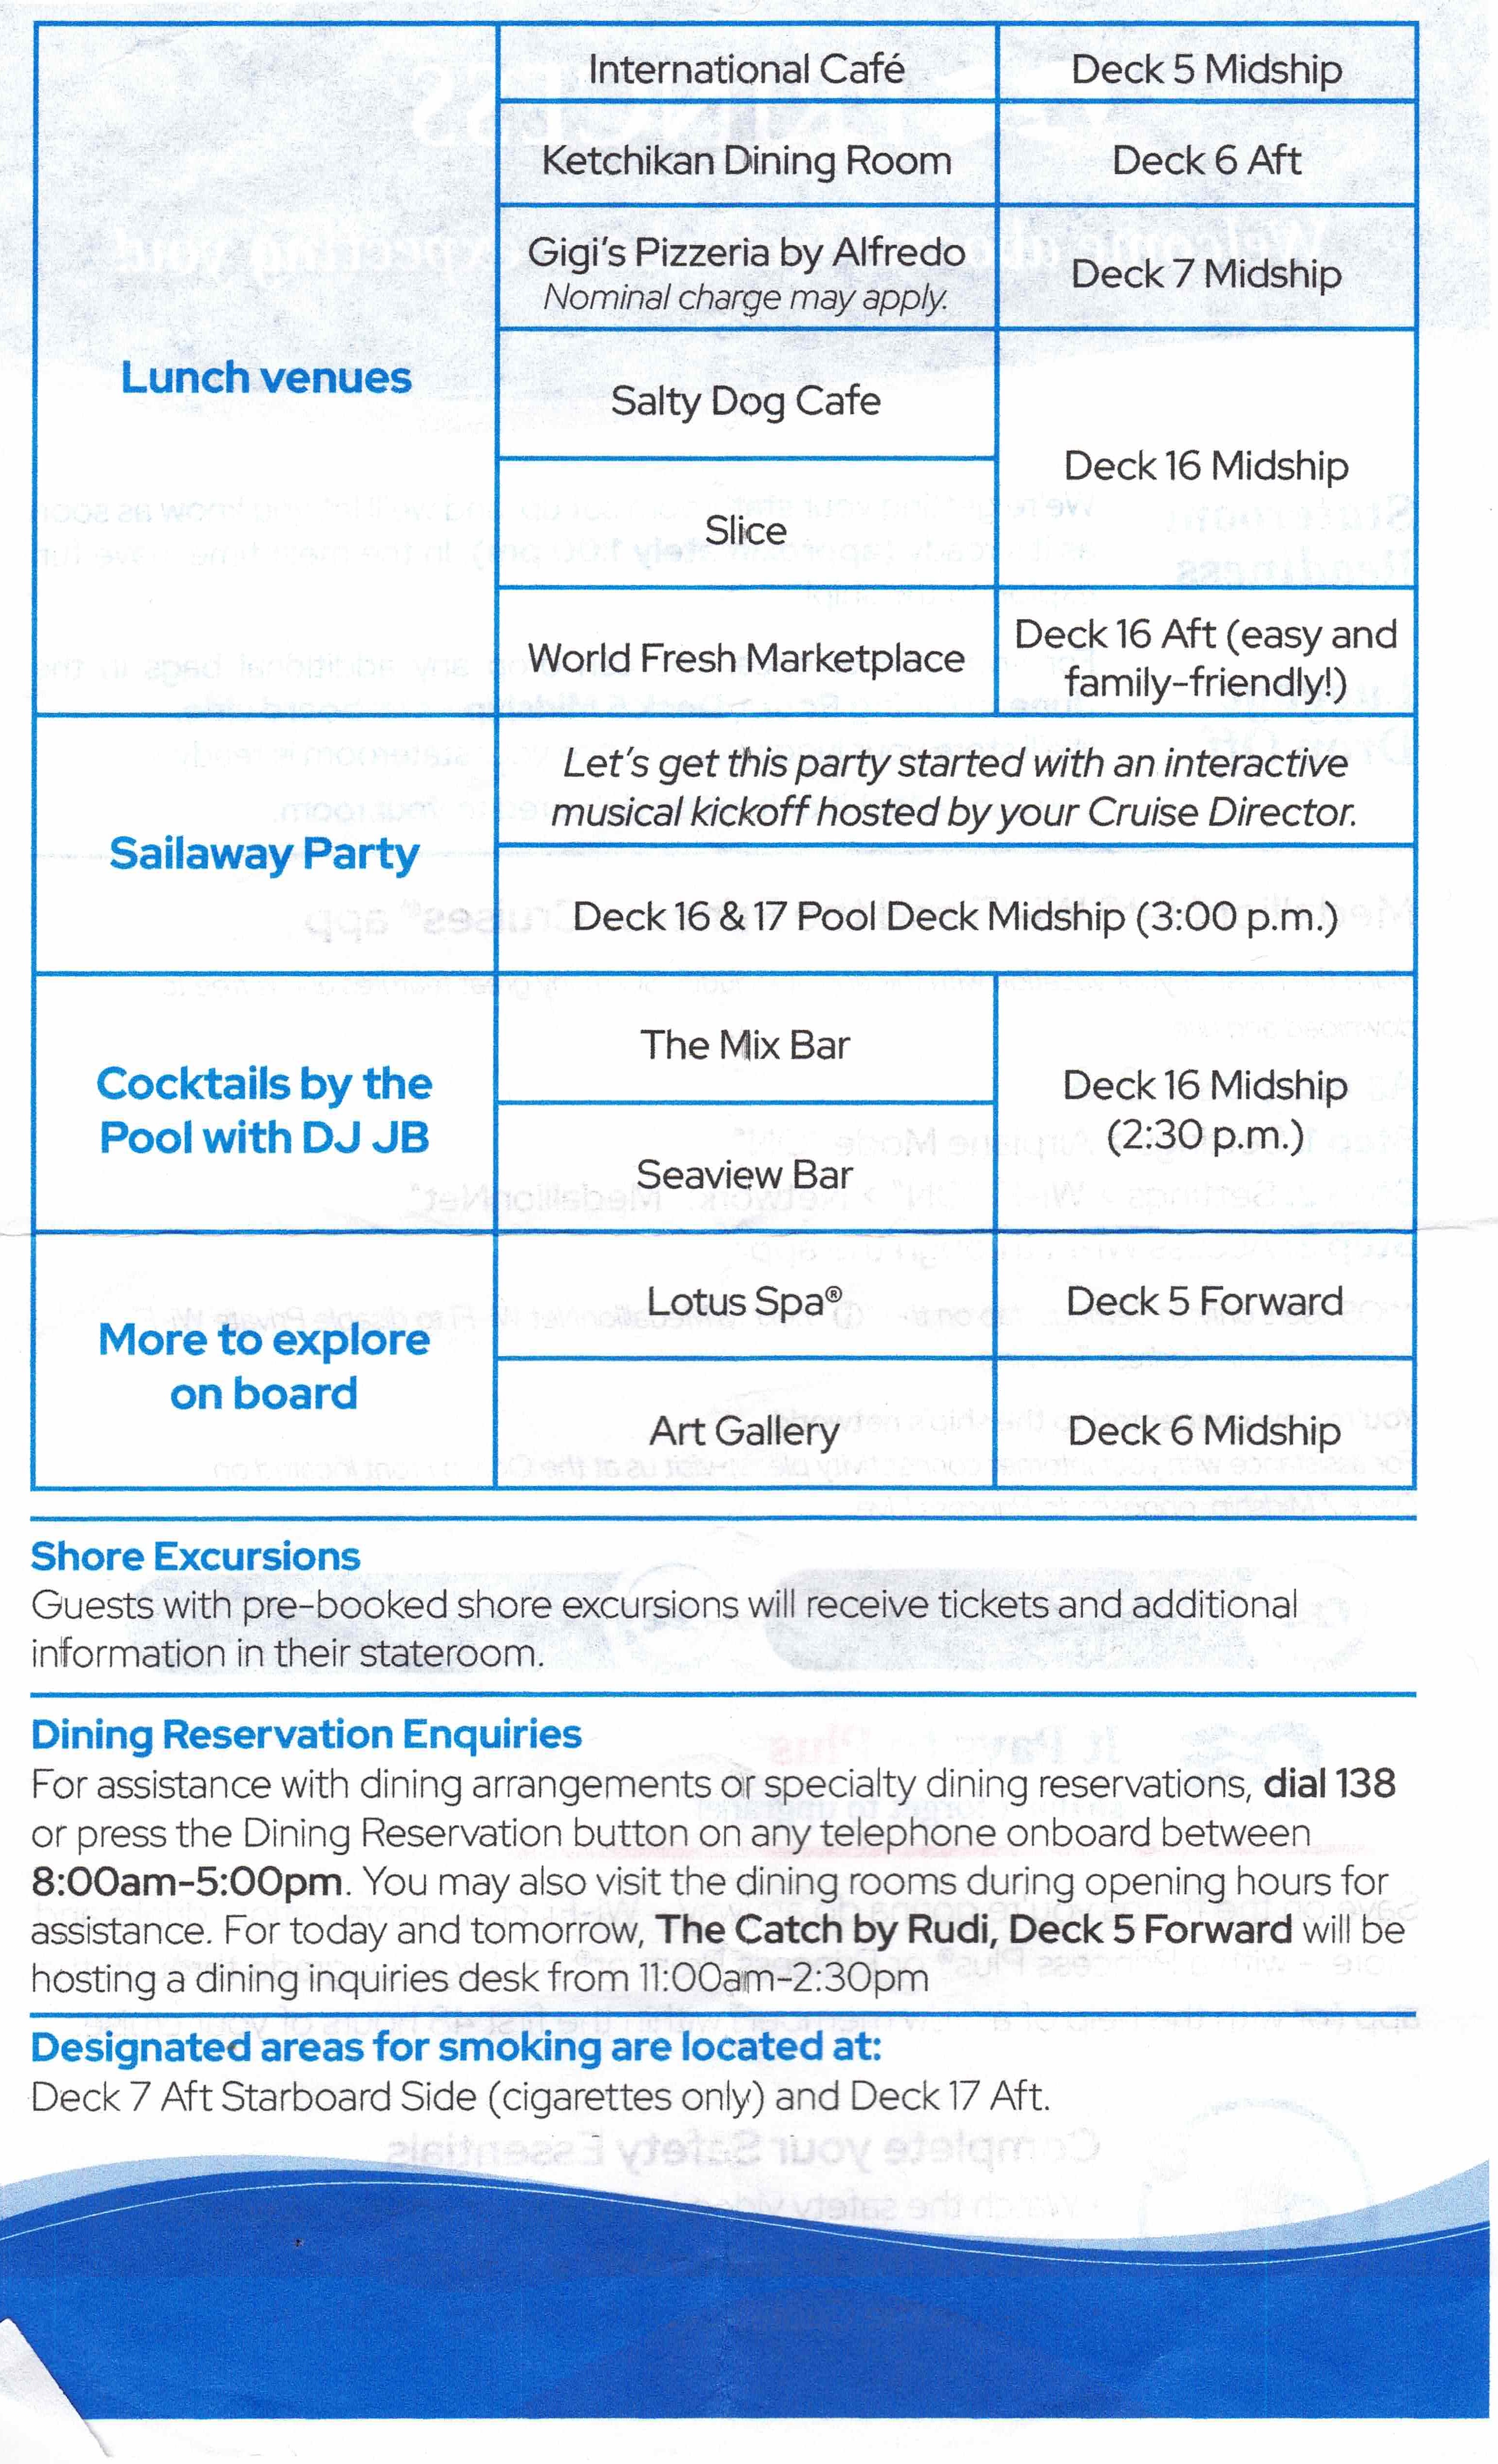 International Café
Deck 5 Midship
Ketchikan Dining Room
Deck 6 Aft
Gigi's Pizzeria by Alfredo
Nominal charge may apply.
Deck 7 Midship
Lunch venues
Salty Dog Cafe
Deck 16 Midship
Slice
World Fresh Marketplace
Deck 16 Aft (easy and
family-friendly!)
Sailaway Party
Let's get this party started with an interactive
musical kickoff hosted by your Cruise Director.
Deck 16 & 17 Pool Deck Midship (3:00 p.m.)
Cocktails by the
Pool with DJ JB
The Mix Bar
Seaview Bar
Deck 16 Midship
(2:30 p.m.)
More to explore
on board
Lotus Spa®
Deck 5 Forward
Art Gallery
Deck 6 Midship
Shore Excursions
Guests with pre-booked shore excursions will receive tickets and additional
information in their stateroom.
Dining Reservation Enquiries
For assistance with dining arrangements or specialty dining reservations, dial 138
or press the Dining Reservation button on any telephone onboard between
8:00am-5:00pm. You may also visit the dining rooms during opening hours for
assistance. For today and tomorrow, The Catch by Rudi, Deck 5 Forward will be
hosting a dining inquiries desk from 11:00am-2:30pm
Designated areas for smoking are located at:
Deck 7 Aft Starboard Side (cigarettes only) and Deck 17 Aft.